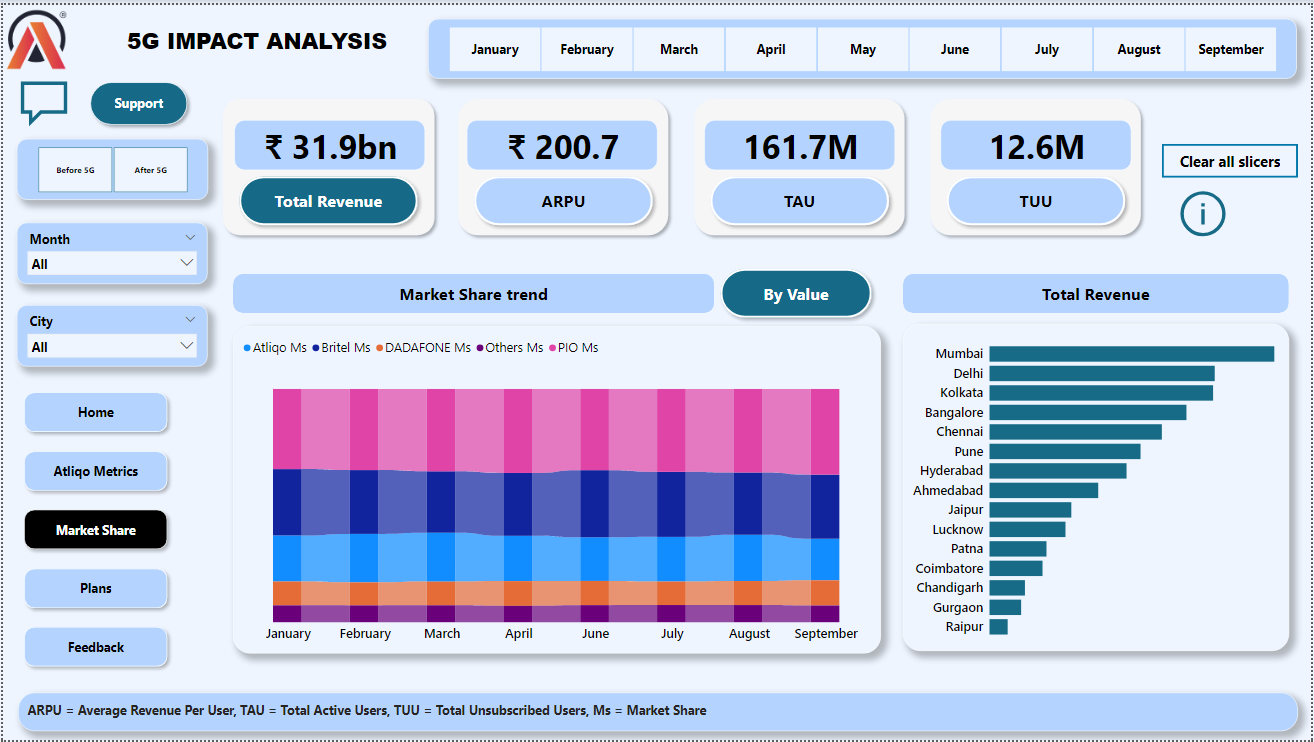 5G IMPACT ANALYSIS
January February March April May June July August September
Support
Before 5G After 5G
₹ 31.9bn
Total Revenue
₹ 200.7
ARPU
161.7M
TAU
12.6M
TUU
Clear all slicers
i
Month
All
City
All
Home
Atliqo Metrics
Market Share
Plans
Feedback
Market Share trend
By Value
Total Revenue
Atliqo Ms Britel Ms DADAFONE Ms Others Ms PIO Ms
January February March April June July August September
Mumbai
Delhi
Kolkata
Bangalore
Chennai
Pune
Hyderabad
Ahmedabad
Jaipur
Lucknow
Patna
Coimbatore
Chandigarh
Gurgaon
Raipur
ARPU = Average Revenue Per User, TAU = Total Active Users, TUU = Total Unsubscribed Users, Ms = Market Share